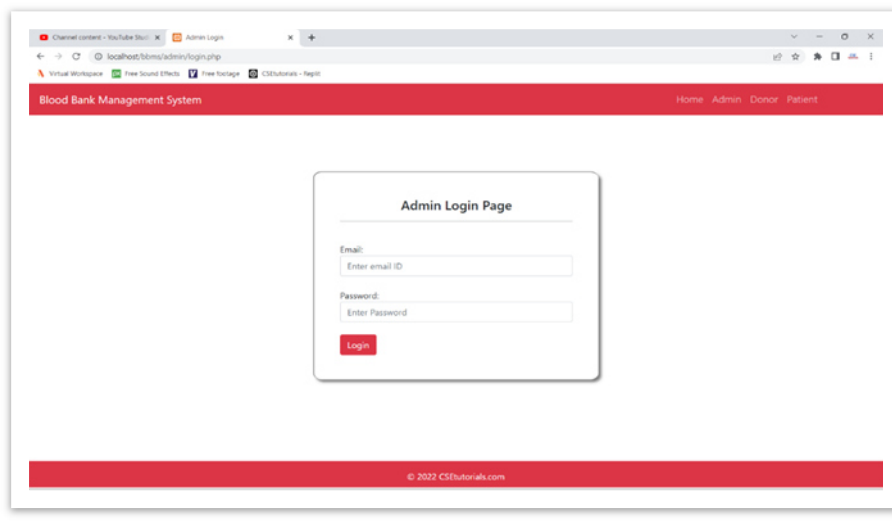 Channel content - YouTube Stud
Admin Login
localhost/bbms/admin/login.php
Virtual Workspace
Free Sound Effects
Free footage
CSEtutorials - Replit
Blood Bank Management System
Home Admin Donor Patient
Admin Login Page
Email:
Enter email ID
Password:
Enter Password
Login
© 2022 CSEtutorials.com